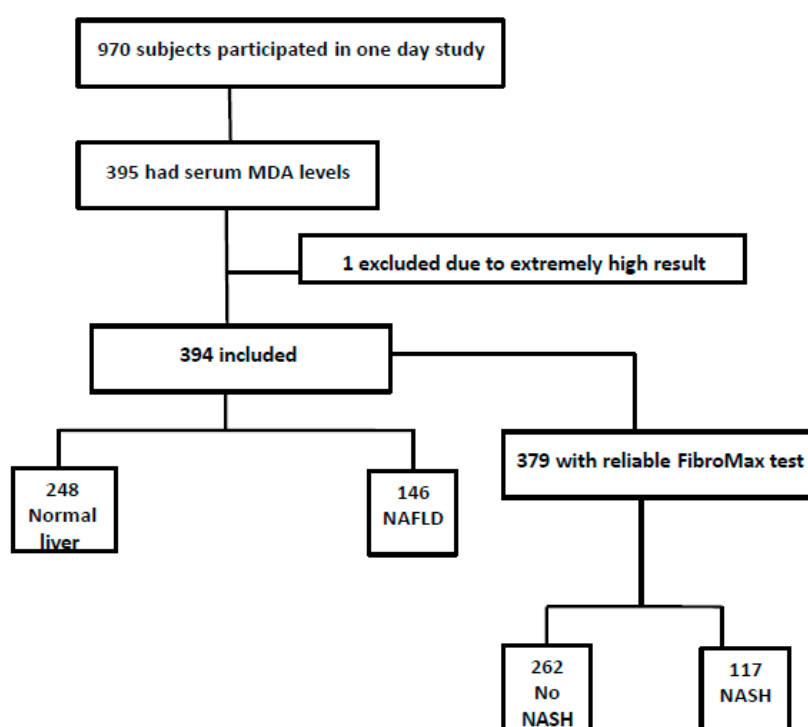 970 subjects participated in one day study
395 had serum MDA levels
1 excluded due to extremely high result
394 included
379 with reliable FibroMax test
248
Normal
liver
146
NAFLD
262
No
NASH
117
NASH